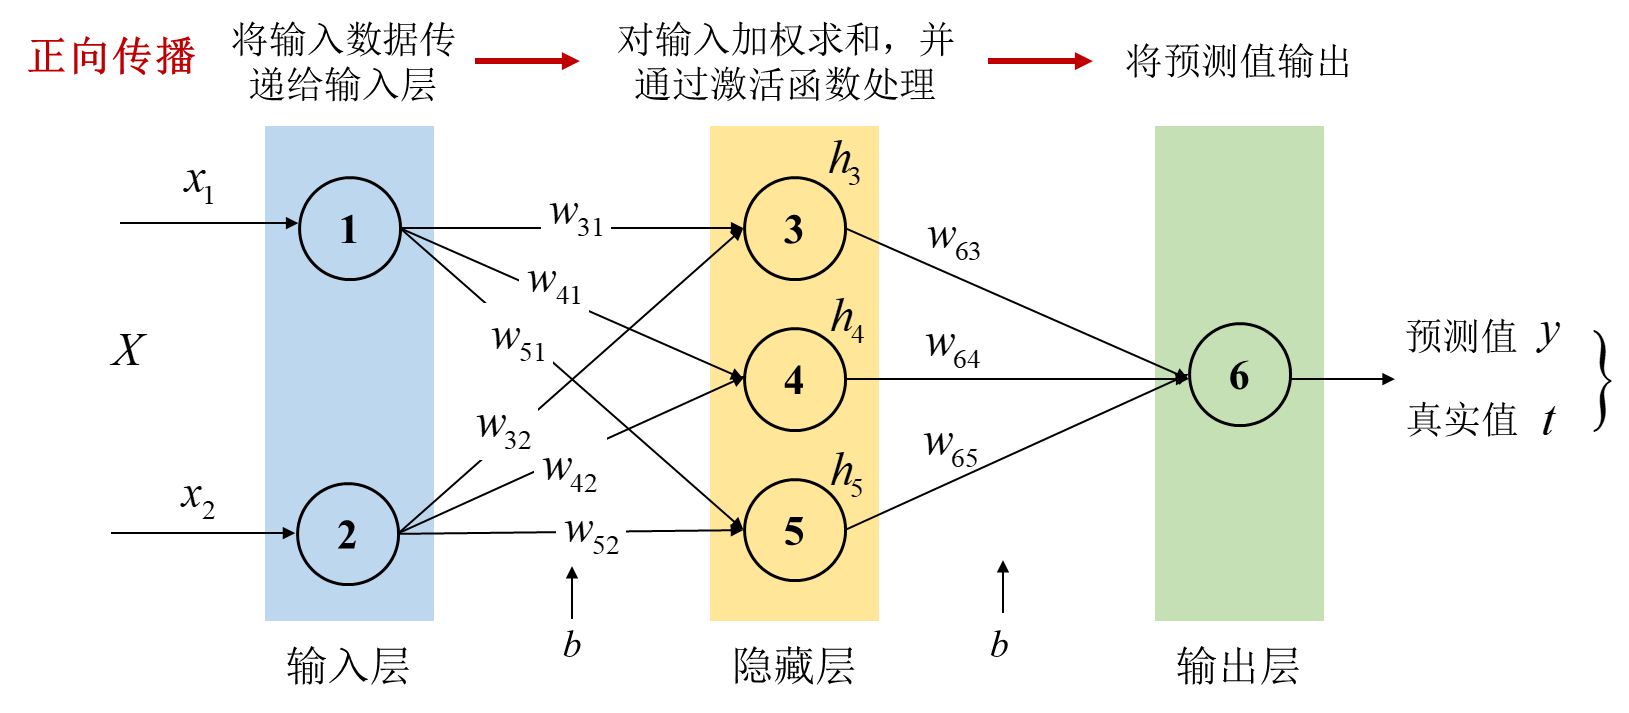 正向传播
将输入数据传
递给输入层
对输入加权求和，并
通过激活函数处理
将预测值输出
x₁
1
w₃₁
h₃
3
w₆₃
w₄₁
X
w₅₁
h₄
4
w₆₄
6
预测值 y
真实值 t
w₃₂
w₄₂
w₆₅
x₂
2
w₅₂
h₅
5
b
b
输入层
隐藏层
输出层